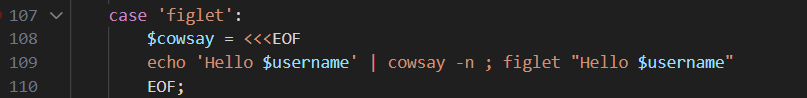 107 case 'figlet':
108 $cowsay = <<<EOF
109 echo 'Hello $username' | cowsay -n ; figlet "Hello $username"
110 EOF;